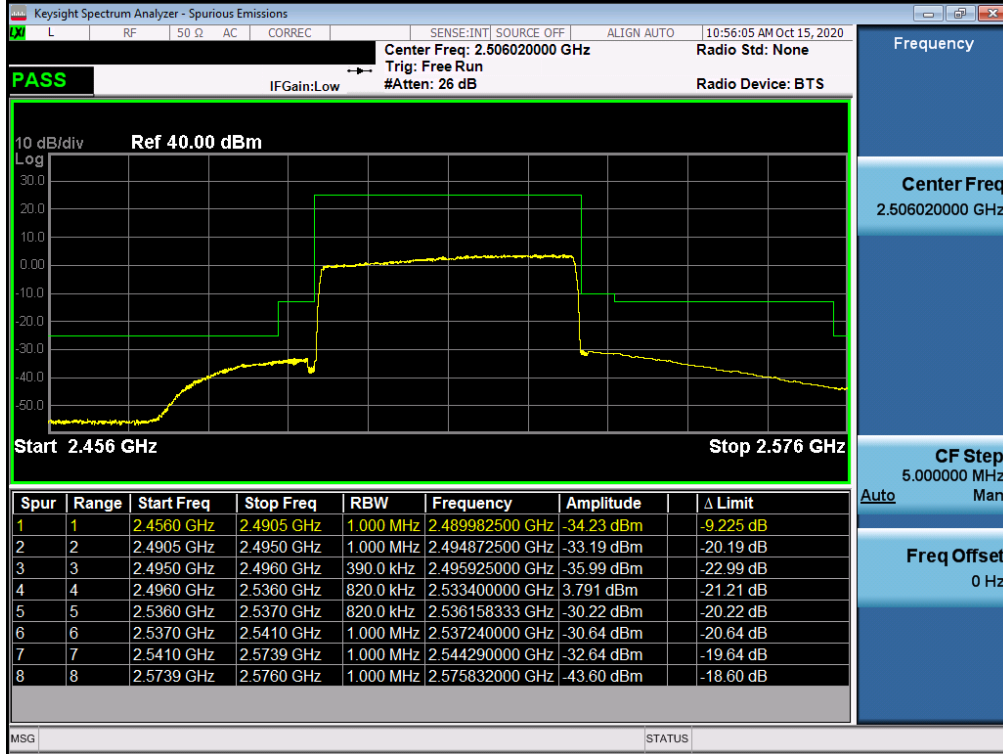 Keysight Spectrum Analyzer - Spurious Emissions
LXI L RF 50 Ω AC CORREC SENSE:INT SOURCE OFF ALIGN AUTO 10:56:05 AM Oct 15, 2020
Center Freq: 2.506020000 GHz Radio Std: None
Trig: Free Run
PASS IFGain:Low #Atten: 26 dB Radio Device: BTS
10 dB/div Ref 40.00 dBm
Log
30.0
20.0
10.0
0.00
-10.0
-20.0
-30.0
-40.0
-50.0
Start 2.456 GHz Stop 2.576 GHz
Spur Range Start Freq Stop Freq RBW Frequency Amplitude Δ Limit
1 1 2.4560 GHz 2.4905 GHz 1.000 MHz 2.489982500 GHz -34.23 dBm -9.225 dB
2 2 2.4905 GHz 2.4950 GHz 1.000 MHz 2.494872500 GHz -33.19 dBm -20.19 dB
3 3 2.4950 GHz 2.4960 GHz 390.0 kHz 2.495925000 GHz -35.99 dBm -22.99 dB
4 4 2.4960 GHz 2.5360 GHz 820.0 kHz 2.533400000 GHz 3.791 dBm -21.21 dB
5 5 2.5360 GHz 2.5370 GHz 820.0 kHz 2.536158333 GHz -30.22 dBm -20.22 dB
6 6 2.5370 GHz 2.5410 GHz 1.000 MHz 2.537240000 GHz -30.64 dBm -20.64 dB
7 7 2.5410 GHz 2.5739 GHz 1.000 MHz 2.544290000 GHz -32.64 dBm -19.64 dB
8 8 2.5739 GHz 2.5760 GHz 1.000 MHz 2.575832000 GHz -43.60 dBm -18.60 dB
MSG STATUS
Frequency
Center Freq
2.506020000 GHz
CF Step
5.000000 MHz
Auto Man
Freq Offset
0 Hz